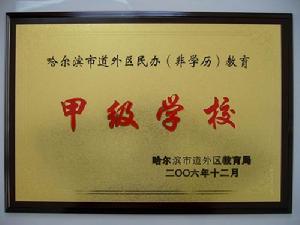 哈尔滨市道外区民办（非学历）教育
甲级学校
哈尔滨市道外区教育局
二〇〇六年十二月